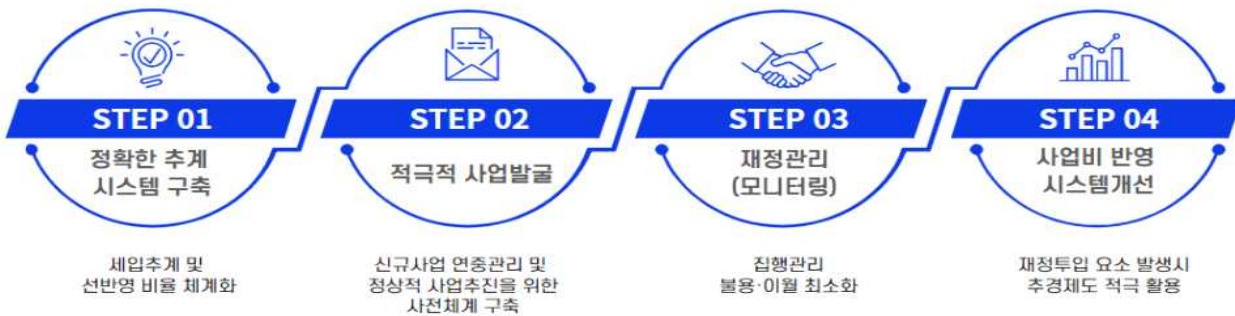 STEP 01
정확한 추계
시스템 구축
세입추계 및
선반영 비율 체계화
STEP 02
적극적 사업발굴
신규사업 연중관리 및
정상적 사업추진을 위한
사전체계 구축
STEP 03
재정관리
(모니터링)
집행관리
불용·이월 최소화
STEP 04
사업비 반영
시스템개선
재정투입 요소 발생시
추경제도 적극 활용